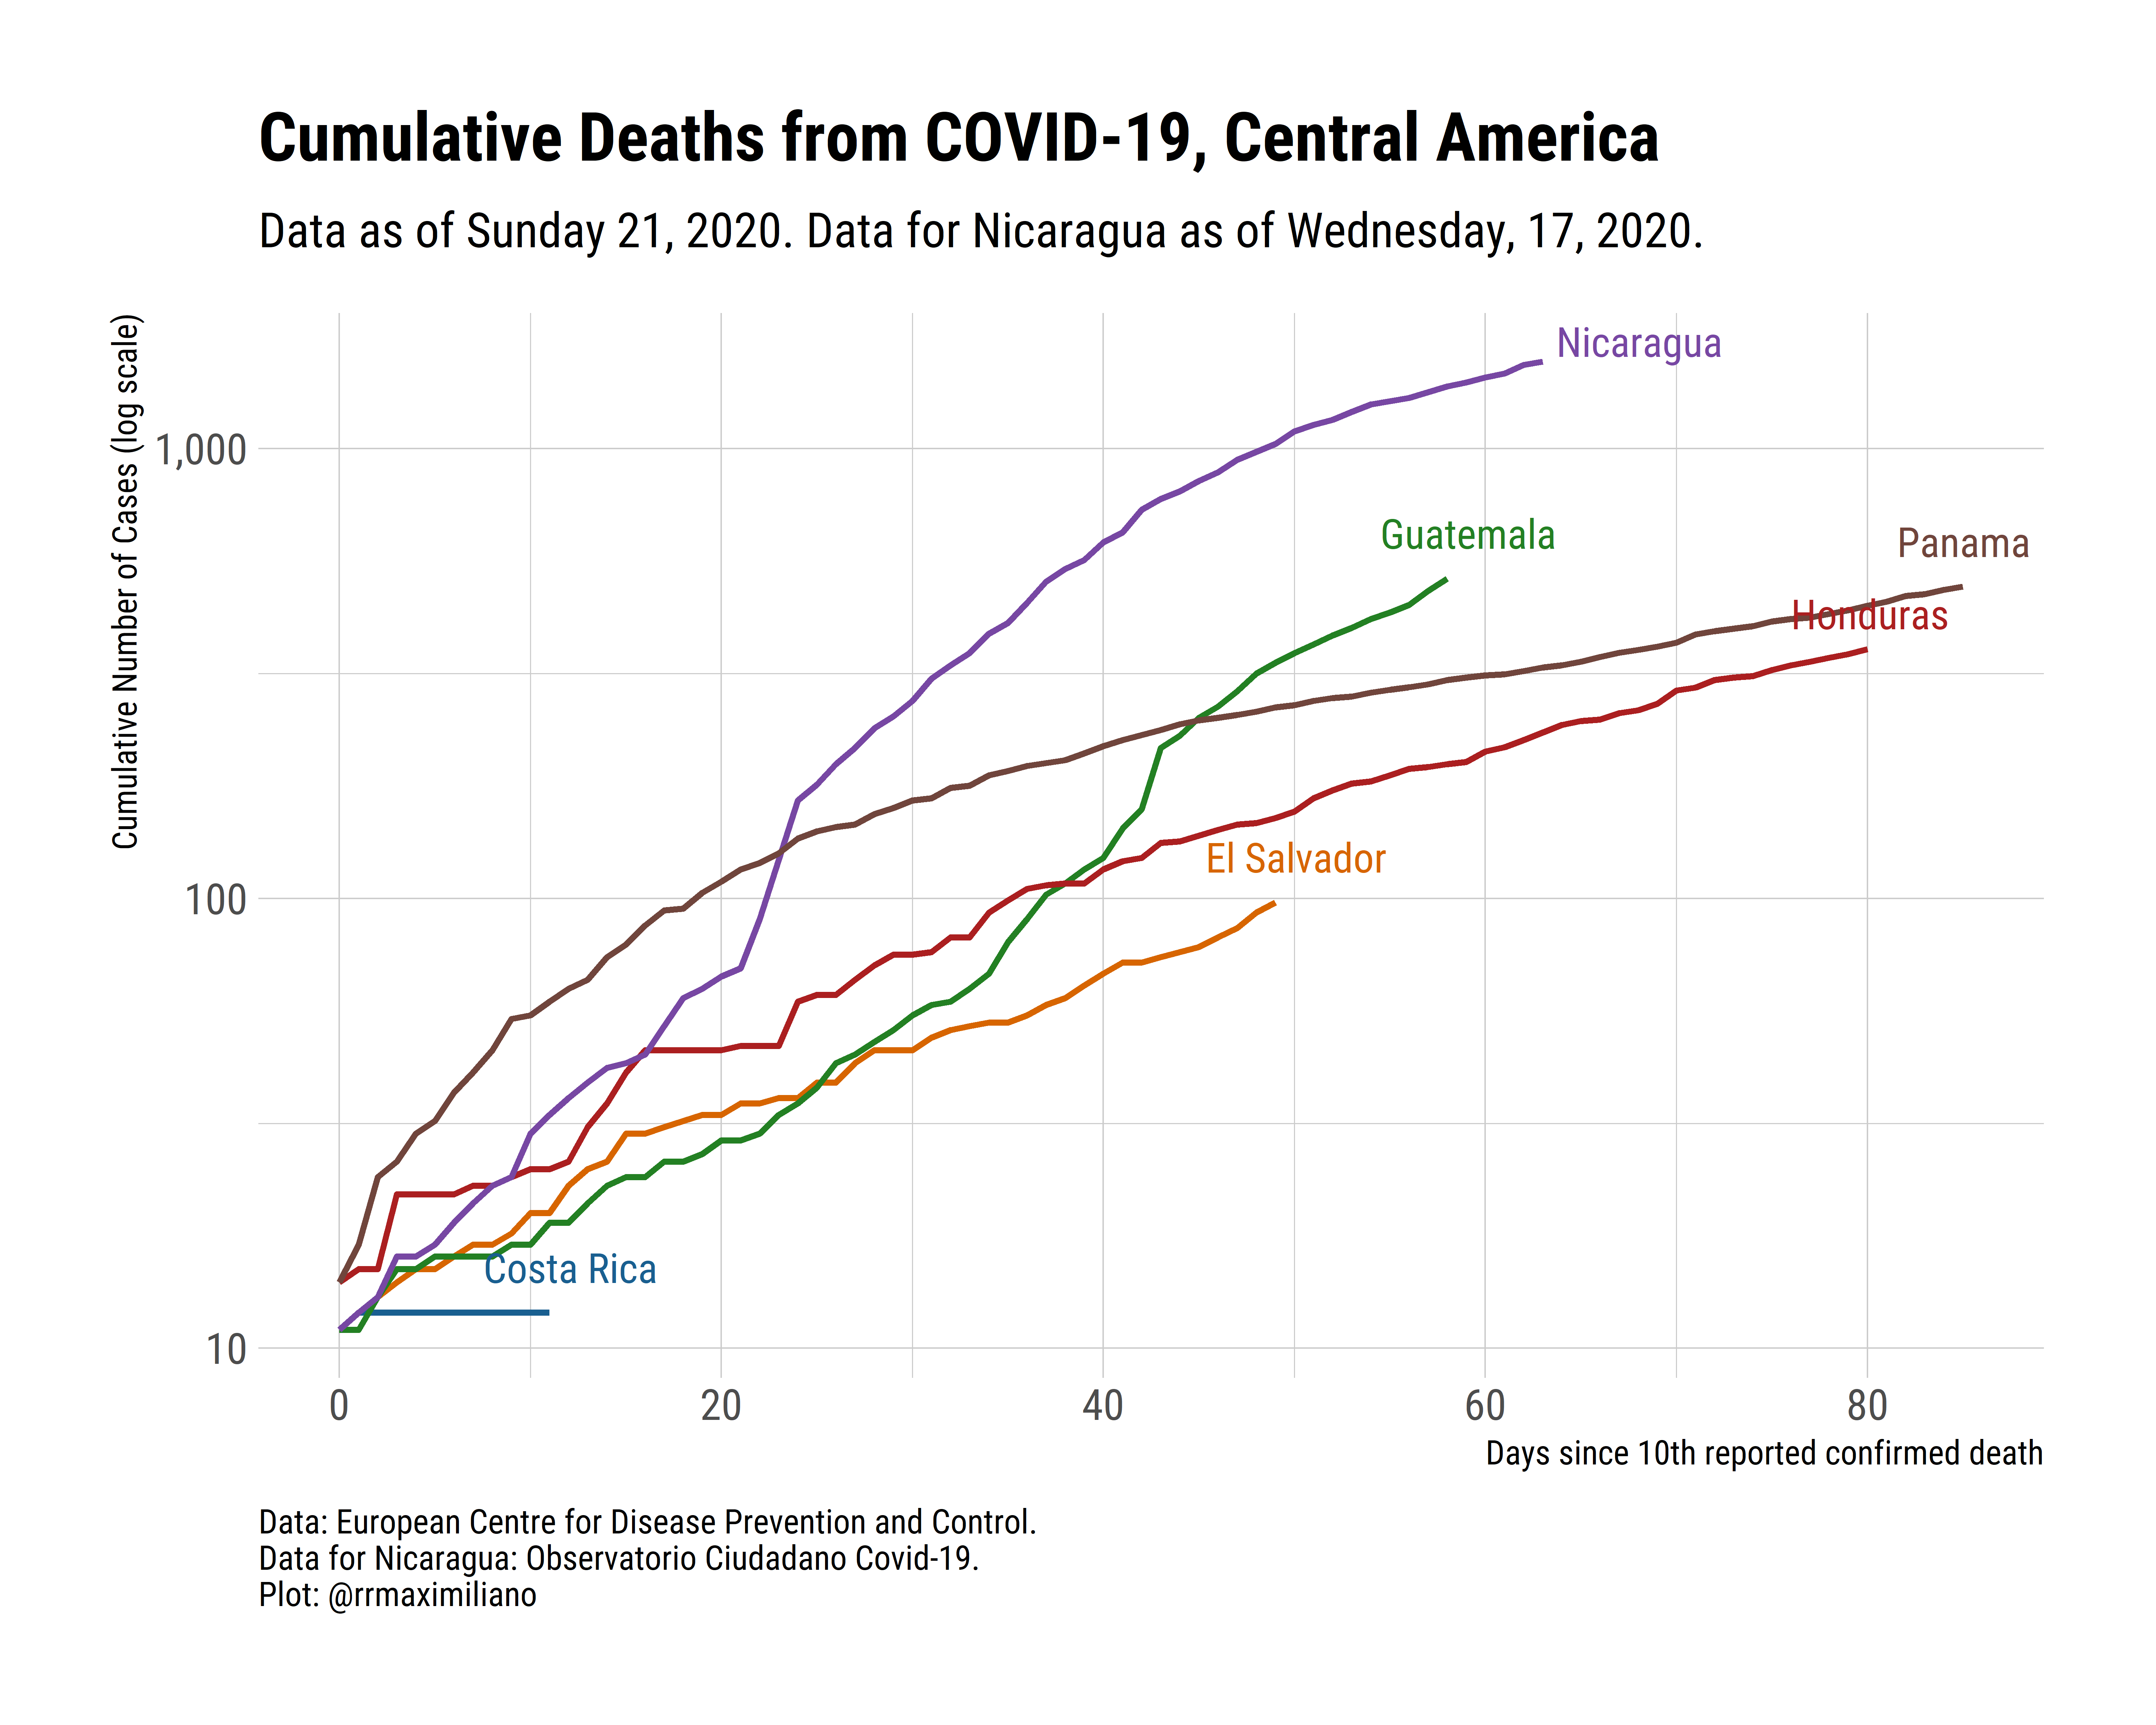 Cumulative Deaths from COVID-19, Central America
Data as of Sunday 21, 2020. Data for Nicaragua as of Wednesday, 17, 2020.
Cumulative Number of Cases (log scale)
1,000
100
10
Nicaragua
Guatemala
Panama
Honduras
El Salvador
Costa Rica
0 20 40 60 80
Days since 10th reported confirmed death
Data: European Centre for Disease Prevention and Control.
Data for Nicaragua: Observatorio Ciudadano Covid-19.
Plot: @rrmaximiliano